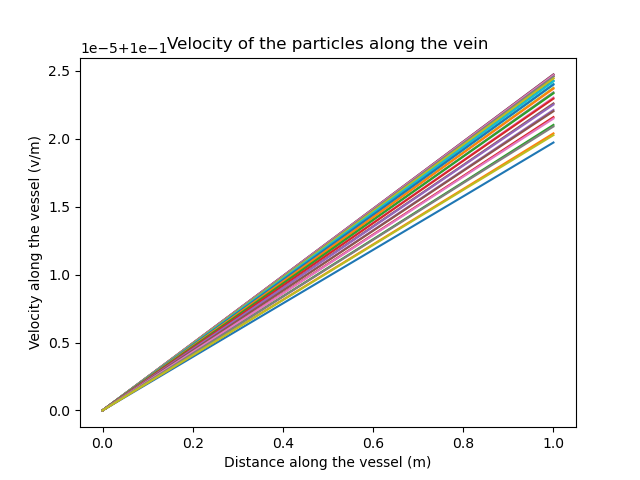 1e−5+1e−1
Velocity of the particles along the vein
2.5
2.0
1.5
1.0
0.5
0.0
Velocity along the vessel (v/m)
0.0 0.2 0.4 0.6 0.8 1.0
Distance along the vessel (m)